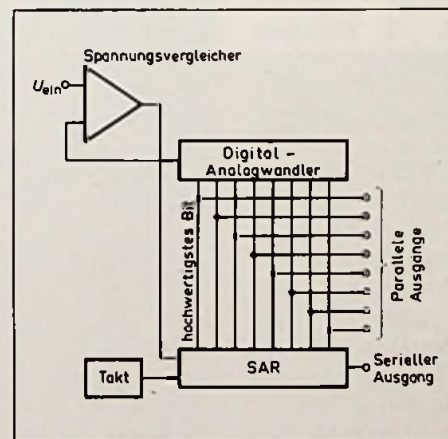 Spannungsvergleicher
Uein
Digital -
Analogwandler
hochwertigstes Bit
Parallele
Ausgänge
Takt
SAR
Serieller
Ausgang